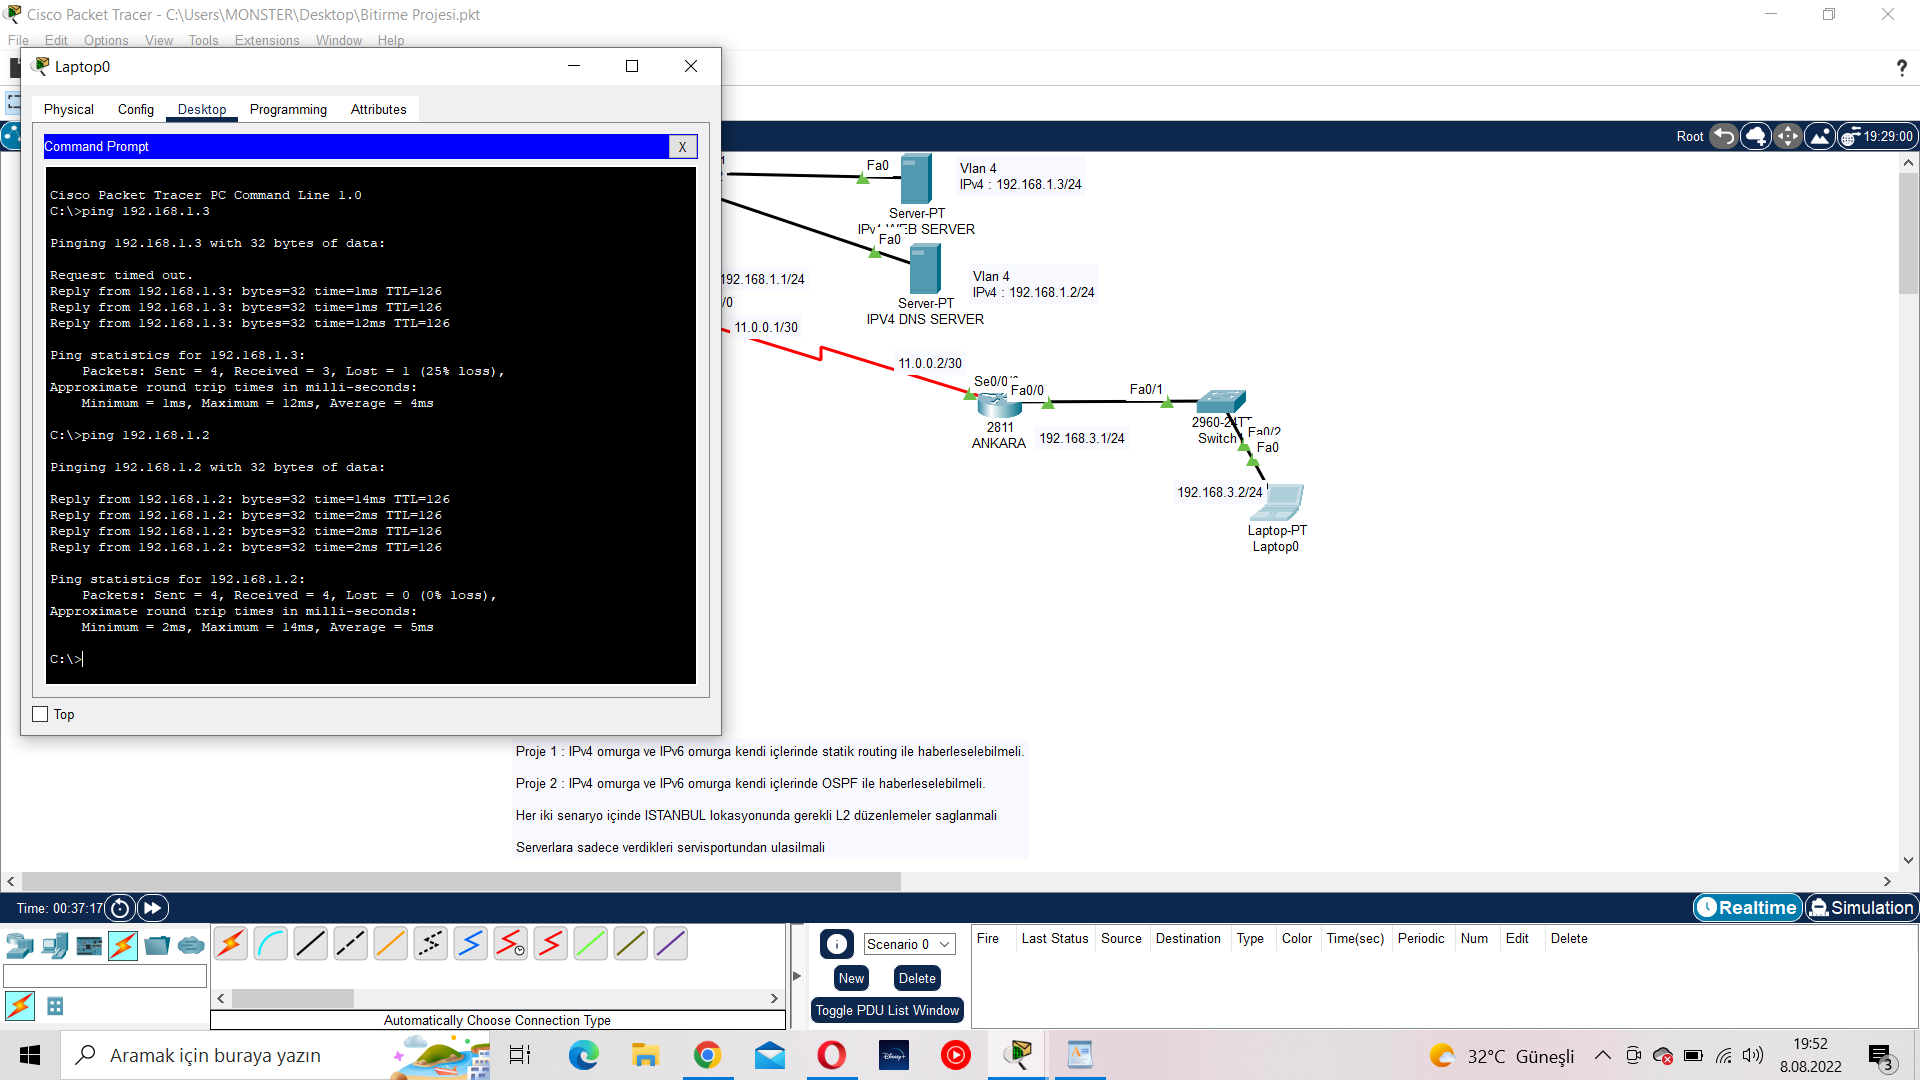 Cisco Packet Tracer - C:\Users\MONSTER\Desktop\Bitirme Projesi.pkt
File Edit Options View Tools Extensions Window Help
Laptop0
Physical Config Desktop Programming Attributes
Command Prompt
X
Cisco Packet Tracer PC Command Line 1.0
C:\>ping 192.168.1.3
Pinging 192.168.1.3 with 32 bytes of data:
Request timed out.
Reply from 192.168.1.3: bytes=32 time=1ms TTL=126
Reply from 192.168.1.3: bytes=32 time=1ms TTL=126
Reply from 192.168.1.3: bytes=32 time=12ms TTL=126
Ping statistics for 192.168.1.3:
Packets: Sent = 4, Received = 3, Lost = 1 (25% loss),
Approximate round trip times in milli-seconds:
Minimum = 1ms, Maximum = 12ms, Average = 4ms
C:\>ping 192.168.1.2
Pinging 192.168.1.2 with 32 bytes of data:
Reply from 192.168.1.2: bytes=32 time=14ms TTL=126
Reply from 192.168.1.2: bytes=32 time=2ms TTL=126
Reply from 192.168.1.2: bytes=32 time=2ms TTL=126
Reply from 192.168.1.2: bytes=32 time=2ms TTL=126
Ping statistics for 192.168.1.2:
Packets: Sent = 4, Received = 4, Lost = 0 (0% loss),
Approximate round trip times in milli-seconds:
Minimum = 2ms, Maximum = 14ms, Average = 5ms
C:\>
Top
?
Root
19:29:00
Fa0
Vlan 4
IPv4 : 192.168.1.3/24
Server-PT
WEB SERVER
Fa0
Vlan 4
IPv4 : 192.168.1.2/24
Server-PT
IPV4 DNS SERVER
192.168.1.1/24
/0
11.0.0.1/30
11.0.0.2/30
Fa0/0
2811
ANKARA
192.168.3.1/24
Fa0/1
Switch
Fa0/2
Fa0
192.168.3.2/24
Laptop-PT
Laptop0
Proje 1 : IPv4 omurga ve IPv6 omurga kendi içlerinde statik routing ile haberleselebilmeli.
Proje 2 : IPv4 omurga ve IPv6 omurga kendi içlerinde OSPF ile haberleselebilmeli.
Her iki senaryo içinde ISTANBUL lokasyonunda gerekli L2 düzenlemeler saglanmali
Serverlara sadece verdikleri servisportundan ulasilmali
Time: 00:37:17
Realtime
Simulation
Scenario 0
New
Delete
Toggle PDU List Window
Fire Last Status Source Destination Type Color Time(sec) Periodic Num Edit Delete
Automatically Choose Connection Type
Aramak için buraya yazın
Disney+
32°C Güneşli
19:52
8.08.2022
3